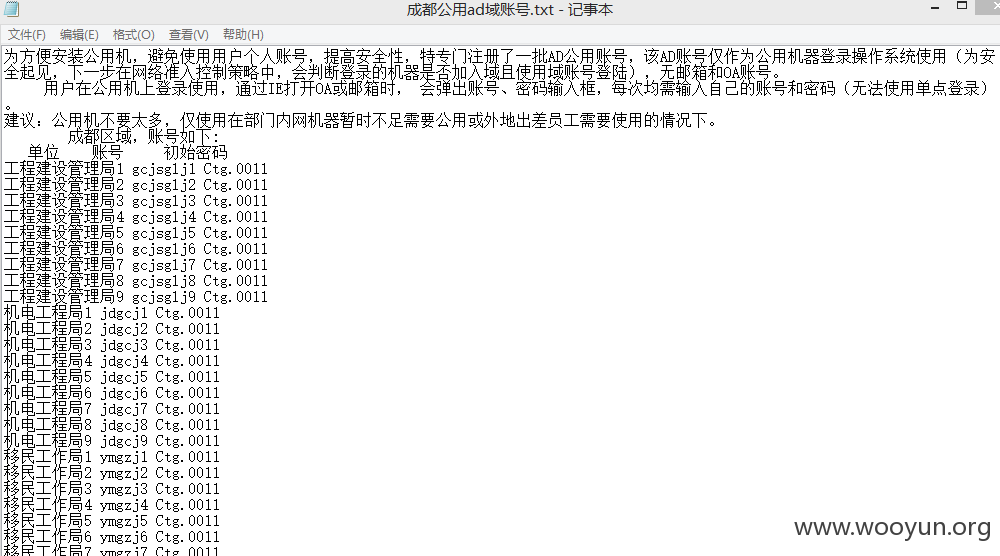 成都公用ad域账号.txt - 记事本
文件(F) 编辑(E) 格式(O) 查看(V) 帮助(H)
为方便安装公用机，避免使用用户个人账号，提高安全性，特专门注册了一批AD公用账号，该AD账号仅作为公用机器登录操作系统使用（为安
全起见，下一步在网络准入控制策略中，会判断登录的机器是否加入域且使用域账号登陆），无邮箱和OA账号。
用户在公用机上登录使用，通过IE打开OA或邮箱时， 会弹出账号、密码输入框，每次均需输入自己的账号和密码（无法使用单点登录）
。
建议：公用机不要太多，仅使用在部门内网机器暂时不足需要公用或外地出差员工需要使用的情况下。
成都区域，账号如下:
单位 账号 初始密码
工程建设管理局1 gcjsglj1 Ctg.0011
工程建设管理局2 gcjsglj2 Ctg.0011
工程建设管理局3 gcjsglj3 Ctg.0011
工程建设管理局4 gcjsglj4 Ctg.0011
工程建设管理局5 gcjsglj5 Ctg.0011
工程建设管理局6 gcjsglj6 Ctg.0011
工程建设管理局7 gcjsglj7 Ctg.0011
工程建设管理局8 gcjsglj8 Ctg.0011
工程建设管理局9 gcjsglj9 Ctg.0011
机电工程局1 jdgcj1 Ctg.0011
机电工程局2 jdgcj2 Ctg.0011
机电工程局3 jdgcj3 Ctg.0011
机电工程局4 jdgcj4 Ctg.0011
机电工程局5 jdgcj5 Ctg.0011
机电工程局6 jdgcj6 Ctg.0011
机电工程局7 jdgcj7 Ctg.0011
机电工程局8 jdgcj8 Ctg.0011
机电工程局9 jdgcj9 Ctg.0011
移民工作局1 ymgzj1 Ctg.0011
移民工作局2 ymgzj2 Ctg.0011
移民工作局3 ymgzj3 Ctg.0011
移民工作局4 ymgzj4 Ctg.0011
移民工作局5 ymgzj5 Ctg.0011
移民工作局6 ymgzj6 Ctg.0011
移民工作局7 ymgzj7 Ctg.0011
www.wooyun.org